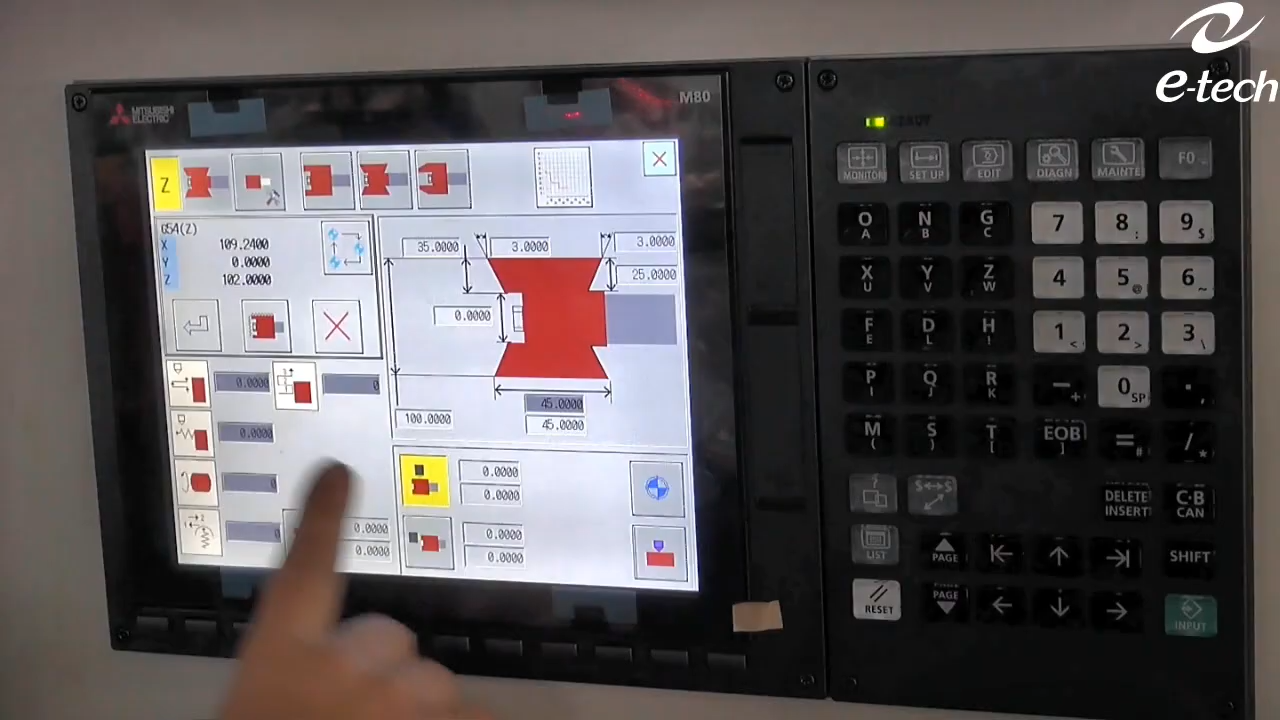 e-tech
MITSUBISHI
ELECTRIC
M80
Z
G54(Z)
X 109.2400
Y 0.0000
Z 102.0000
35.0000 3.0000 3.0000
25.0000
0.0000
45.0000
100.0000 45.0000
0.0000 0
0.0000
0
0
0.0000
0.0000
0.0000
0.0000
0.0000
0.0000
MONITOR SET UP EDIT DIAGN MAINTE F0
O A N B G C 7 8 ; 9 $
X U Y V Z W 4 5 @ 6 ~
F E D L H ! 1 < 2 > 3 \
P I Q J R K - + 0 SP . ,
M ( S ) T [ EOB ] = # / *
? S↔S DELETE INSERT C·B CAN
LIST PAGE SHIFT
RESET PAGE INPUT